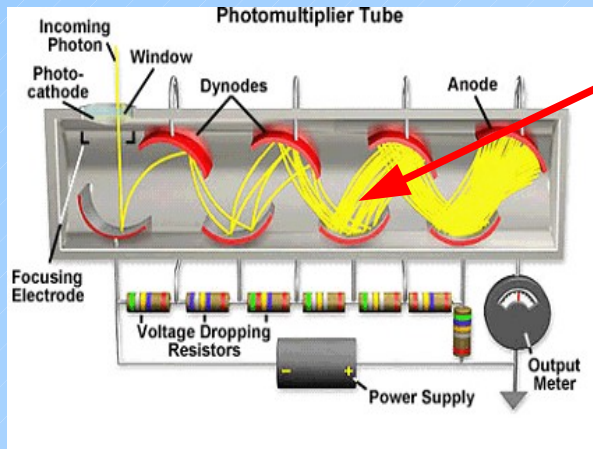 Photomultiplier Tube
Incoming
Photon
Window
Photo-
cathode
Dynodes
Anode
Focusing
Electrode
Voltage Dropping
Resistors
– +
Power Supply
Output
Meter